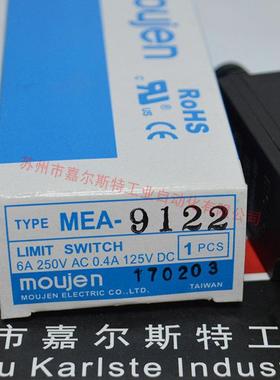 moujen
RoHS
c UL us CE
苏州市嘉尔斯特工业自动化有限公司
TYPE MEA-9122
LIMIT SWITCH 1 PCS
6A 250V AC 0.4A 125V DC
moujen 170203
MOUJEN ELECTRIC CO.,LTD. TAIWAN
州市嘉尔斯特工
u Karlste Indus